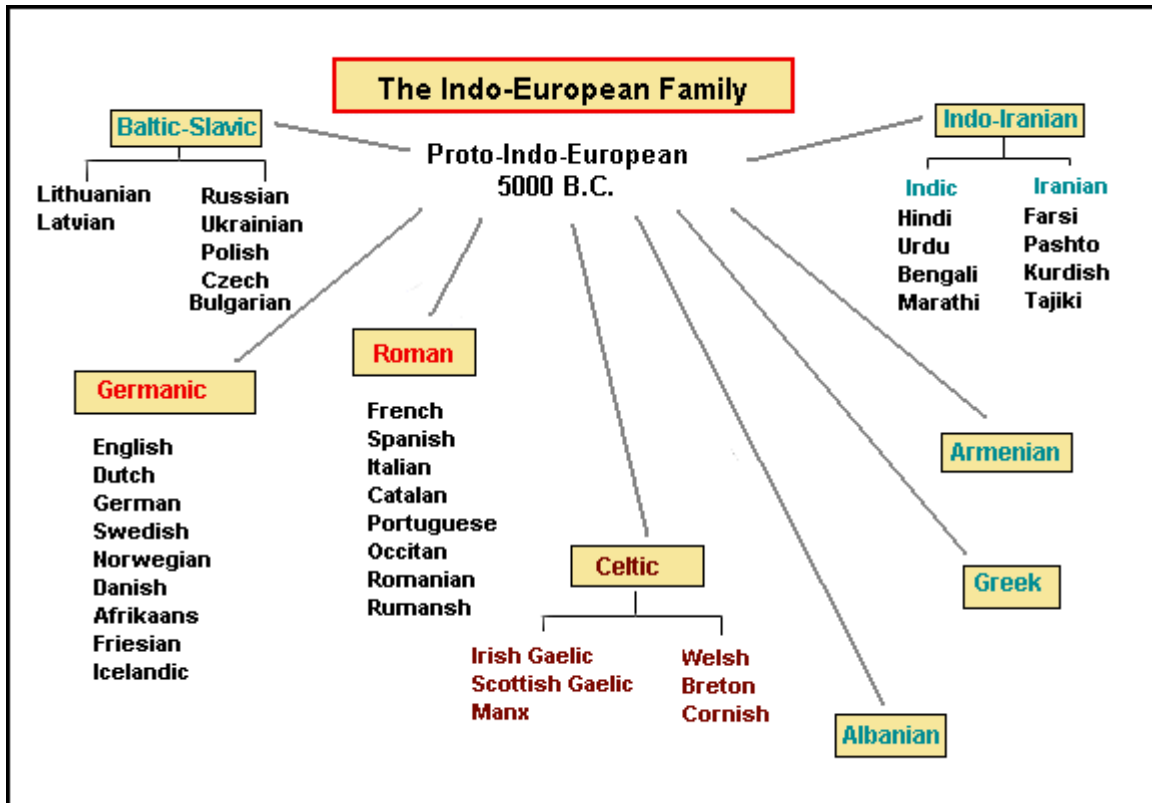 The Indo-European Family
Proto-Indo-European
5000 B.C.
Baltic-Slavic
Lithuanian
Latvian
Russian
Ukrainian
Polish
Czech
Bulgarian
Indo-Iranian
Indic
Hindi
Urdu
Bengali
Marathi
Iranian
Farsi
Pashto
Kurdish
Tajiki
Germanic
English
Dutch
German
Swedish
Norwegian
Danish
Afrikaans
Friesian
Icelandic
Roman
French
Spanish
Italian
Catalan
Portuguese
Occitan
Romanian
Rumansh
Celtic
Irish Gaelic
Scottish Gaelic
Manx
Welsh
Breton
Cornish
Armenian
Greek
Albanian